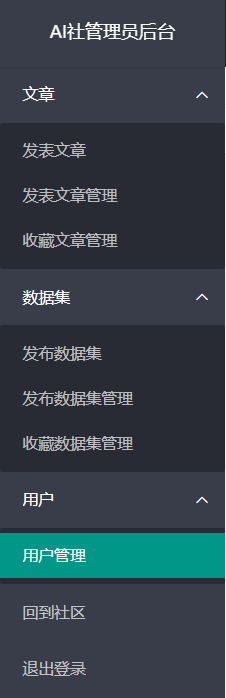 AI社管理员后台
文章
发表文章
发表文章管理
收藏文章管理
数据集
发布数据集
发布数据集管理
收藏数据集管理
用户
用户管理
回到社区
退出登录